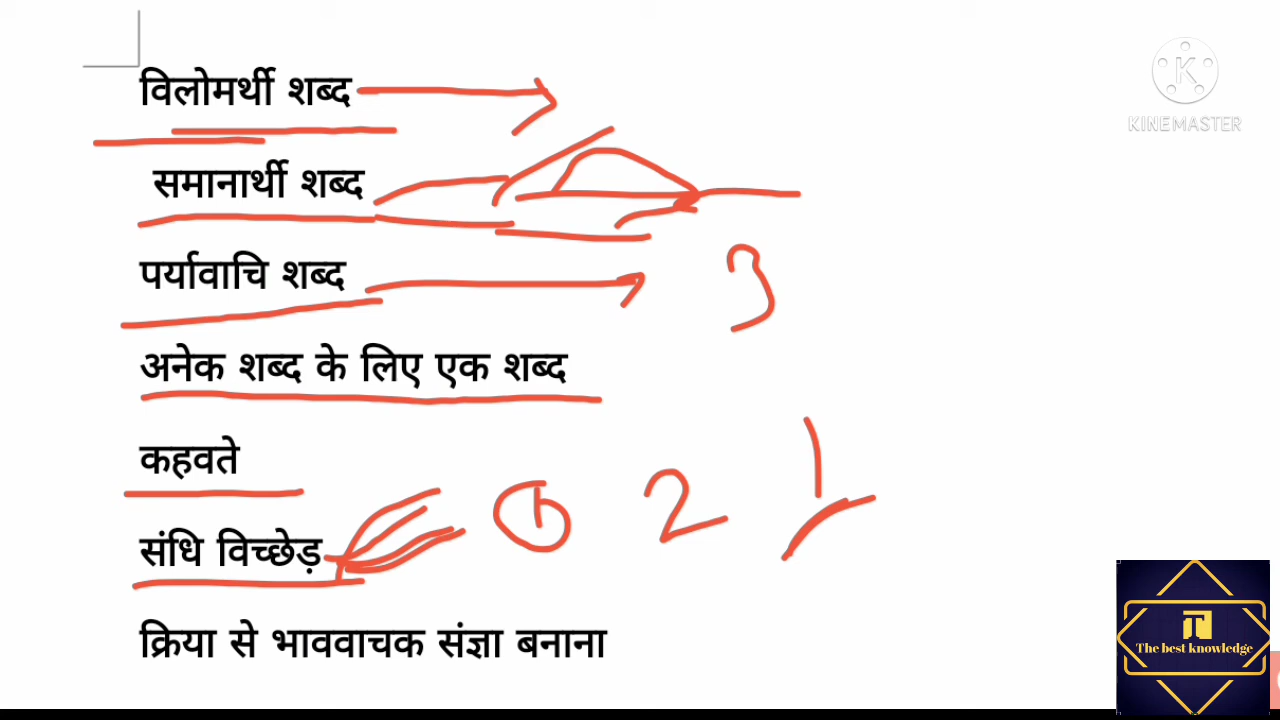 विलोमर्थी शब्द
KINEMASTER
समानार्थी शब्द
पर्यावाचि शब्द
3
अनेक शब्द के लिए एक शब्द
कहवते
1 2 1
संधि विच्छेड़
क्रिया से भाववाचक संज्ञा बनाना
The best knowledge